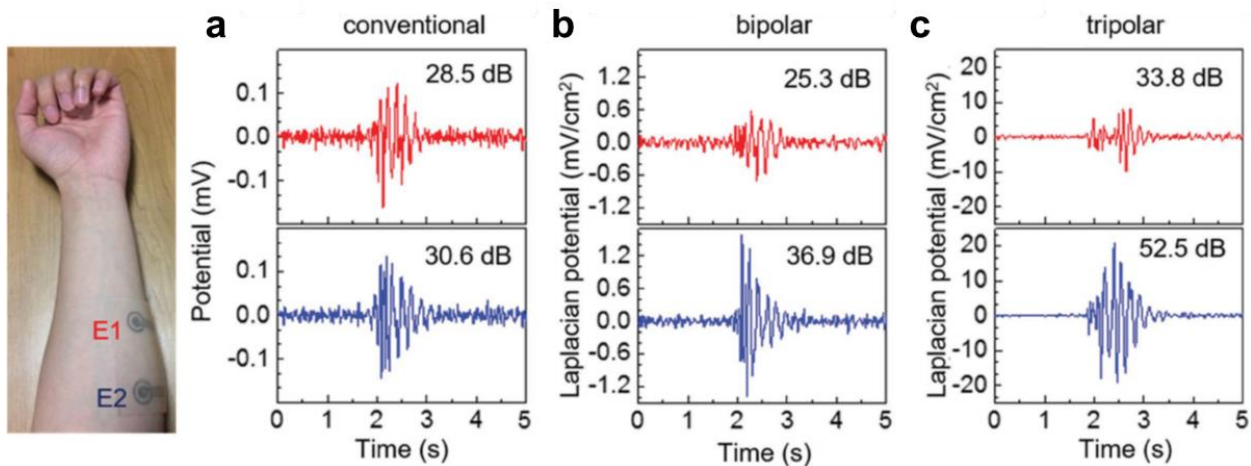 a conventional
b bipolar
c tripolar
E1
E2
Potential (mV)
28.5 dB
0.1
0.0
-0.1
30.6 dB
0.1
0.0
-0.1
0 1 2 3 4 5
Time (s)
Laplacian potential (mV/cm²)
25.3 dB
1.2
0.6
0.0
-0.6
-1.2
36.9 dB
1.2
0.6
0.0
-0.6
-1.2
0 1 2 3 4 5
Time (s)
Laplacian potential (mV/cm²)
33.8 dB
20
10
0
-10
-20
52.5 dB
20
10
0
-10
-20
0 1 2 3 4 5
Time (s)